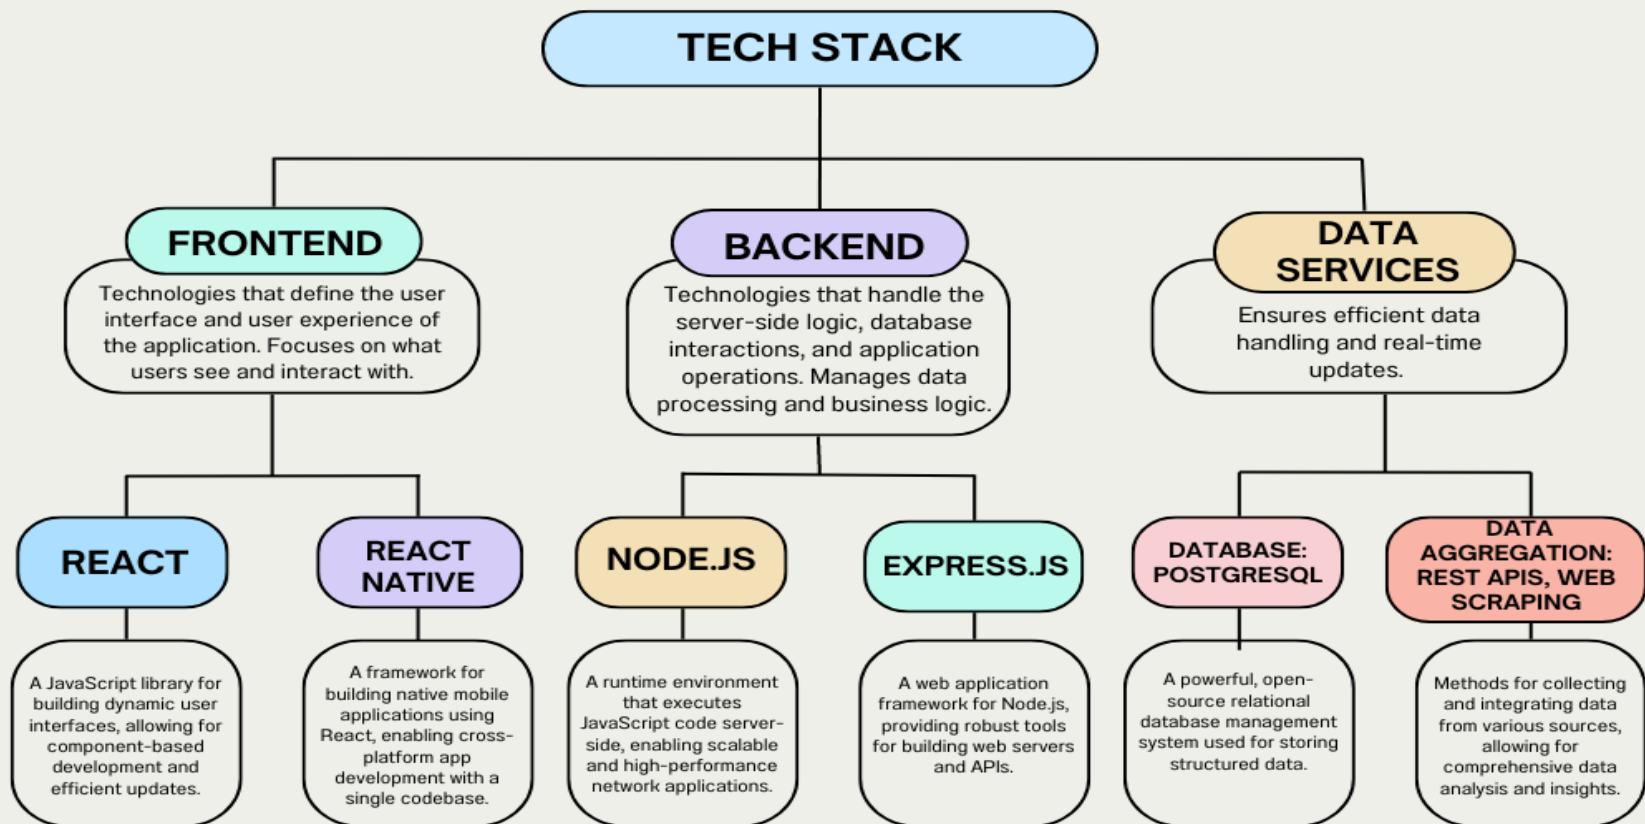 TECH STACK
FRONTEND
Technologies that define the user
interface and user experience of
the application. Focuses on what
users see and interact with.
BACKEND
Technologies that handle the
server-side logic, database
interactions, and application
operations. Manages data
processing and business logic.
DATA
SERVICES
Ensures efficient data
handling and real-time
updates.
REACT
A JavaScript library for
building dynamic user
interfaces, allowing for
component-based
development and
efficient updates.
REACT
NATIVE
A framework for
building native mobile
applications using
React, enabling cross-
platform app
development with a
single codebase.
NODE.JS
A runtime environment
that executes
JavaScript code server-
side, enabling scalable
and high-performance
network applications.
EXPRESS.JS
A web application
framework for Node.js,
providing robust tools
for building web servers
and APIs.
DATABASE:
POSTGRESQL
A powerful, open-
source relational
database management
system used for storing
structured data.
DATA
AGGREGATION:
REST APIS, WEB
SCRAPING
Methods for collecting
and integrating data
from various sources,
allowing for
comprehensive data
analysis and insights.